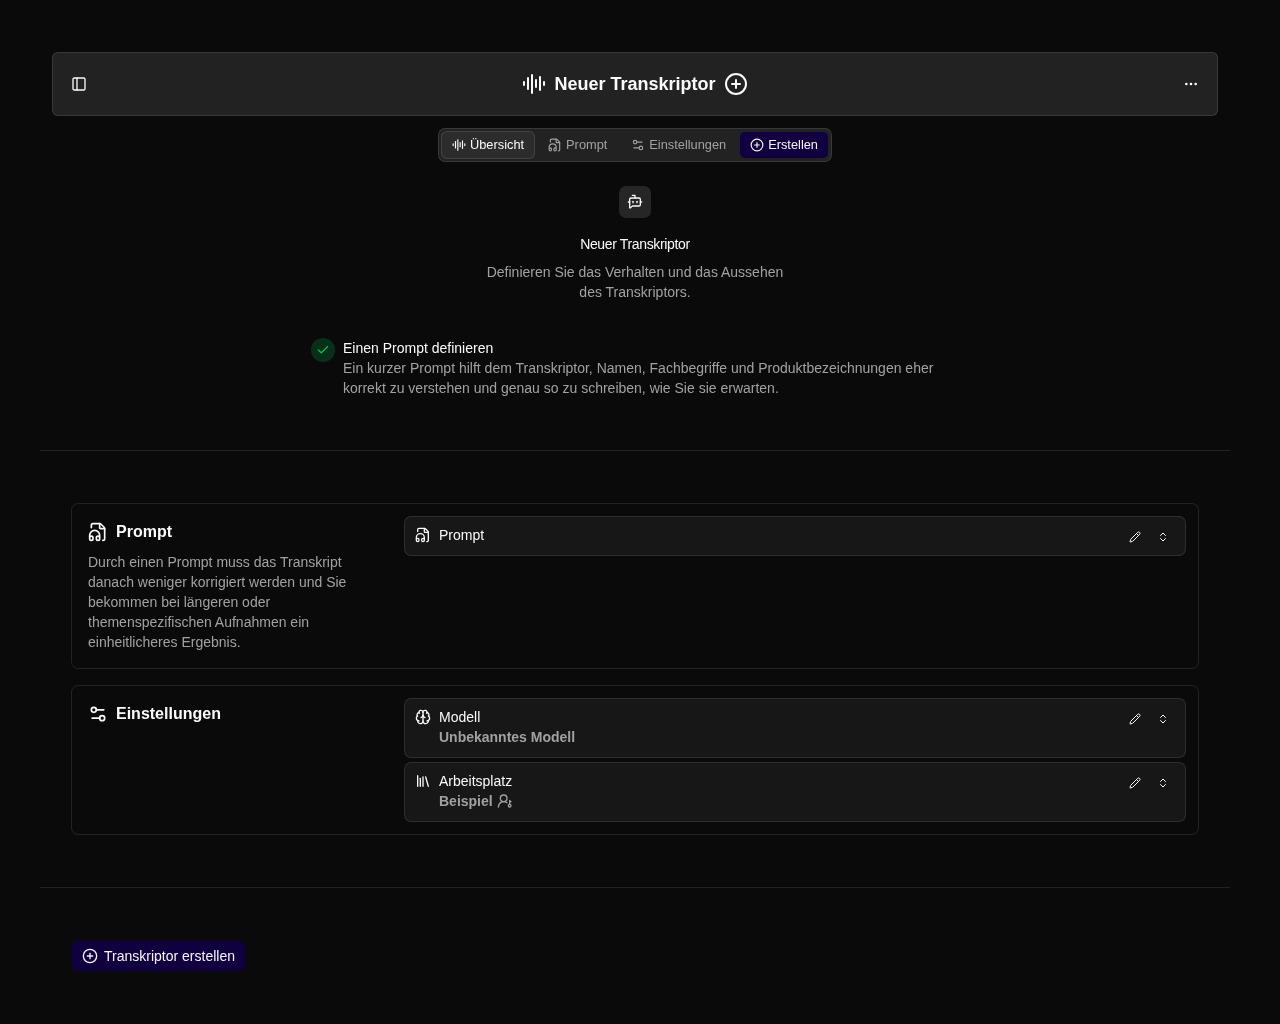 Neuer Transkriptor
Übersicht Prompt Einstellungen Erstellen
Neuer Transkriptor
Definieren Sie das Verhalten und das Aussehen
des Transkriptors.
Einen Prompt definieren
Ein kurzer Prompt hilft dem Transkriptor, Namen, Fachbegriffe und Produktbezeichnungen eher
korrekt zu verstehen und genau so zu schreiben, wie Sie sie erwarten.
Prompt
Durch einen Prompt muss das Transkript
danach weniger korrigiert werden und Sie
bekommen bei längeren oder
themenspezifischen Aufnahmen ein
einheitlicheres Ergebnis.
Prompt
Einstellungen
Modell
Unbekanntes Modell
Arbeitsplatz
Beispiel
Transkriptor erstellen